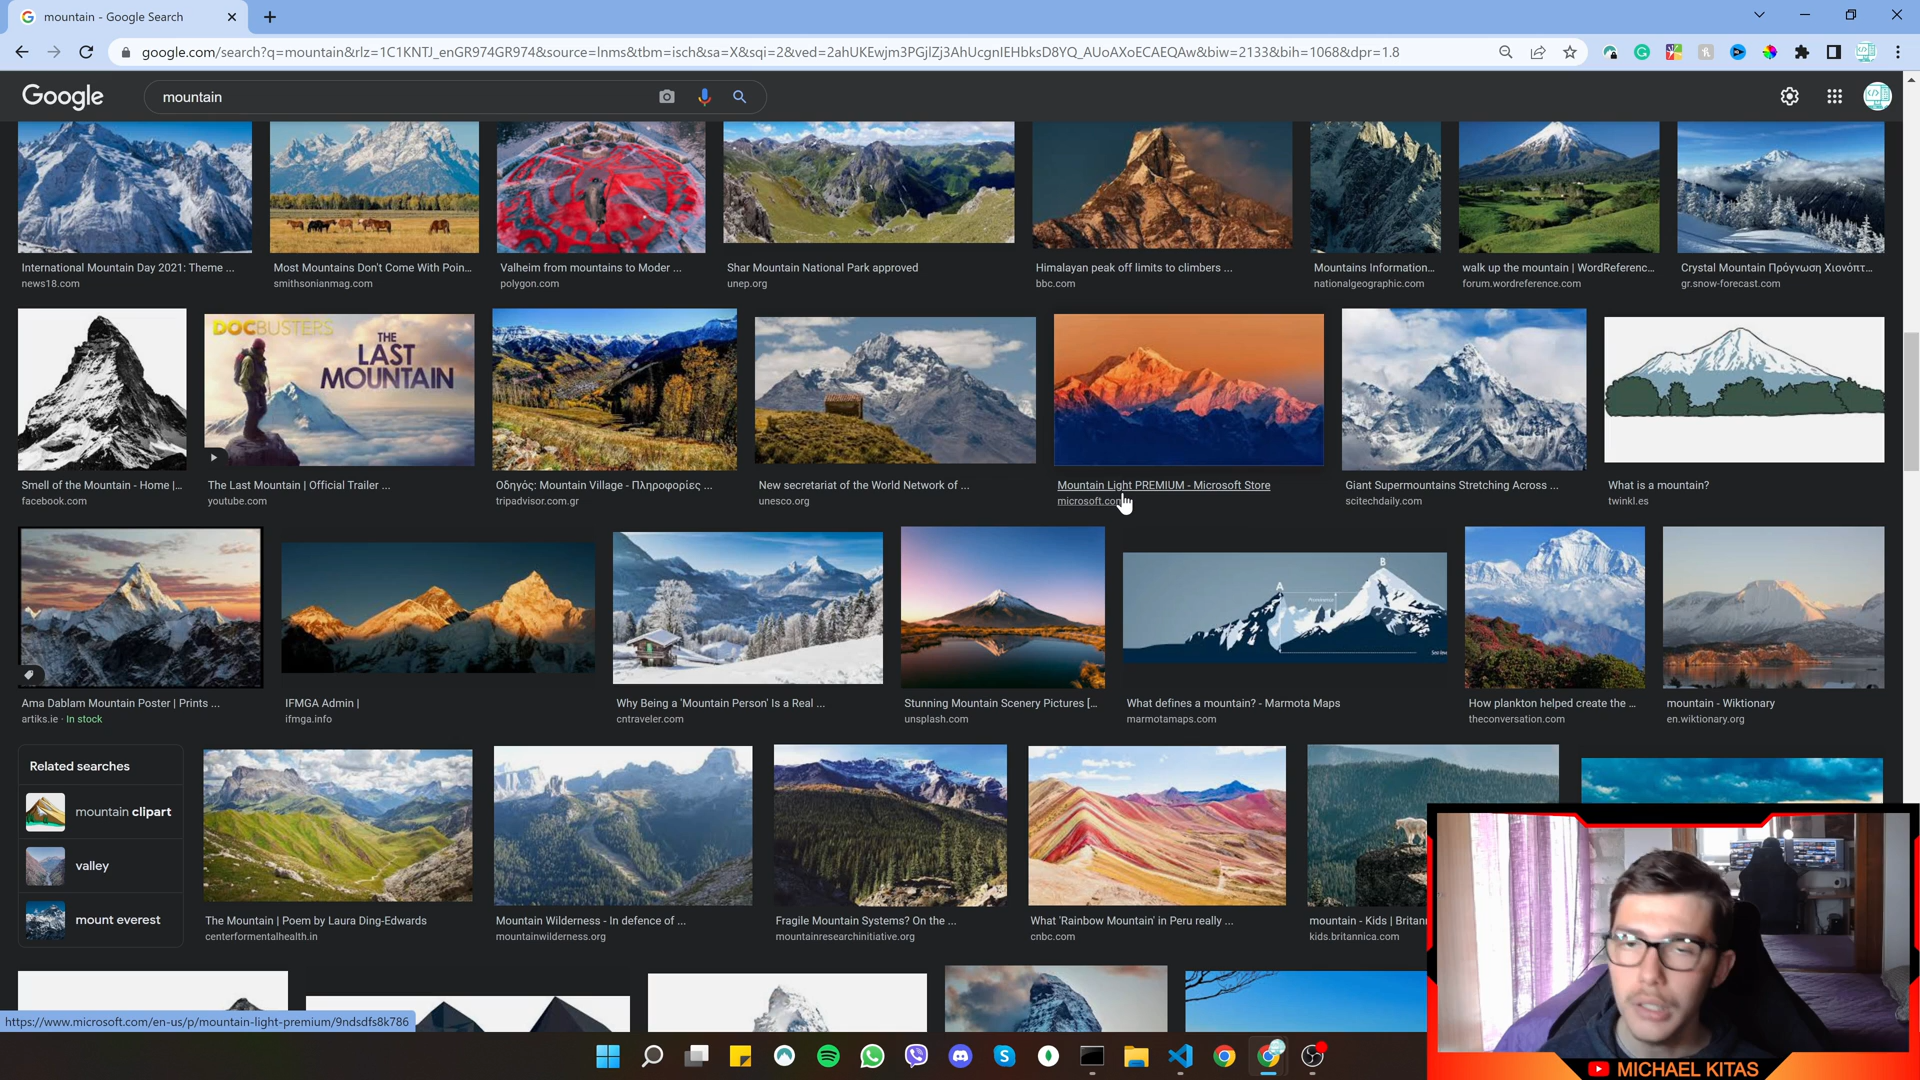 mountain - Google Search
google.com/search?q=mountain&rlz=1C1KNTJ_enGR974GR974&source=lnms&tbm=isch&sa=X&sqi=2&ved=2ahUKEwjm3PGjlZj3AhUcgnIEHbksD8YQ_AUoAXoECAEQAw&biw=2133&bih=1068&dpr=1.8
Google
mountain
International Mountain Day 2021: Theme ...
news18.com
Most Mountains Don't Come With Poin...
smithsonianmag.com
Valheim from mountains to Moder ...
polygon.com
Shar Mountain National Park approved
unep.org
Himalayan peak off limits to climbers ...
bbc.com
Mountains Information...
nationalgeographic.com
walk up the mountain | WordReferenc...
forum.wordreference.com
Crystal Mountain Πρόγνωση Χιονόπτ...
gr.snow-forecast.com
DOCBUSTERS
THE
LAST
MOUNTAIN
Smell of the Mountain - Home |...
facebook.com
The Last Mountain | Official Trailer ...
youtube.com
Οδηγός: Mountain Village - Πληροφορίες ...
tripadvisor.com.gr
New secretariat of the World Network of ...
unesco.org
Mountain Light PREMIUM - Microsoft Store
microsoft.com
Giant Supermountains Stretching Across ...
scitechdaily.com
What is a mountain?
twinkl.es
A
B
Ama Dablam Mountain Poster | Prints ...
artiks.ie · In stock
IFMGA Admin |
ifmga.info
Why Being a 'Mountain Person' Is a Real ...
cntraveler.com
Stunning Mountain Scenery Pictures [...
unsplash.com
What defines a mountain? - Marmota Maps
marmotamaps.com
How plankton helped create the ...
theconversation.com
mountain - Wiktionary
en.wiktionary.org
Related searches
mountain clipart
valley
mount everest
The Mountain | Poem by Laura Ding-Edwards
centerformentalhealth.in
Mountain Wilderness - In defence of ...
mountainwilderness.org
Fragile Mountain Systems? On the ...
mountainresearchinitiative.org
What 'Rainbow Mountain' in Peru really ...
cnbc.com
mountain - Kids | Britann
kids.britannica.com
https://www.microsoft.com/en-us/p/mountain-light-premium/9ndsdfs8k786
MICHAEL KITAS